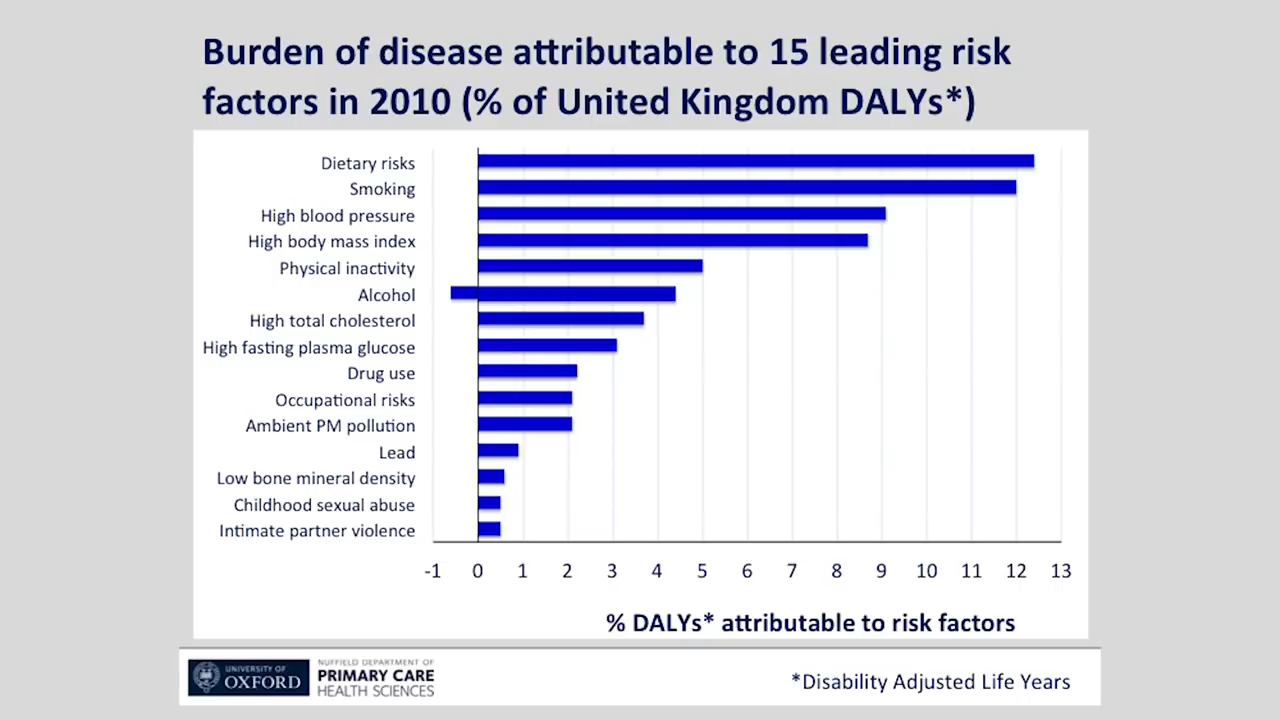 Burden of disease attributable to 15 leading risk
factors in 2010 (% of United Kingdom DALYs*)
Dietary risks
Smoking
High blood pressure
High body mass index
Physical inactivity
Alcohol
High total cholesterol
High fasting plasma glucose
Drug use
Occupational risks
Ambient PM pollution
Lead
Low bone mineral density
Childhood sexual abuse
Intimate partner violence
-1 0 1 2 3 4 5 6 7 8 9 10 11 12 13
% DALYs* attributable to risk factors
UNIVERSITY OF
OXFORD
NUFFIELD DEPARTMENT OF
PRIMARY CARE
HEALTH SCIENCES
*Disability Adjusted Life Years